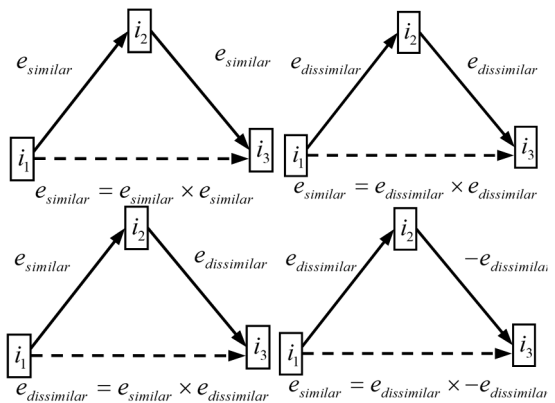 i₂ i₂
e_similar e_similar e_dissimilar e_dissimilar
i₁ i₃ i₁ i₃
e_similar = e_similar × e_similar e_similar = e_dissimilar × e_dissimilar
i₂ i₂
e_similar e_dissimilar e_dissimilar −e_dissimilar
i₁ i₃ i₁ i₃
e_dissimilar = e_similar × e_dissimilar e_similar = e_dissimilar × −e_dissimilar